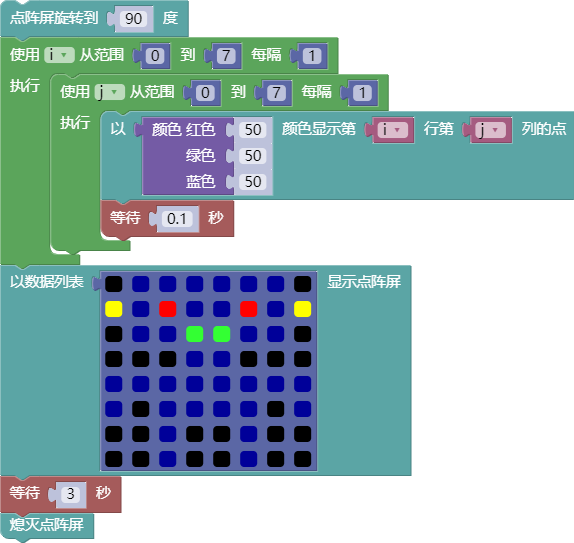 点阵屏旋转到 90 度
使用 i 从范围 0 到 7 每隔 1
执行 使用 j 从范围 0 到 7 每隔 1
执行 以 颜色 红色 50 颜色显示第 i 行第 j 列的点
绿色 50
蓝色 50
等待 0.1 秒
以数据列表 显示点阵屏
等待 3 秒
熄灭点阵屏